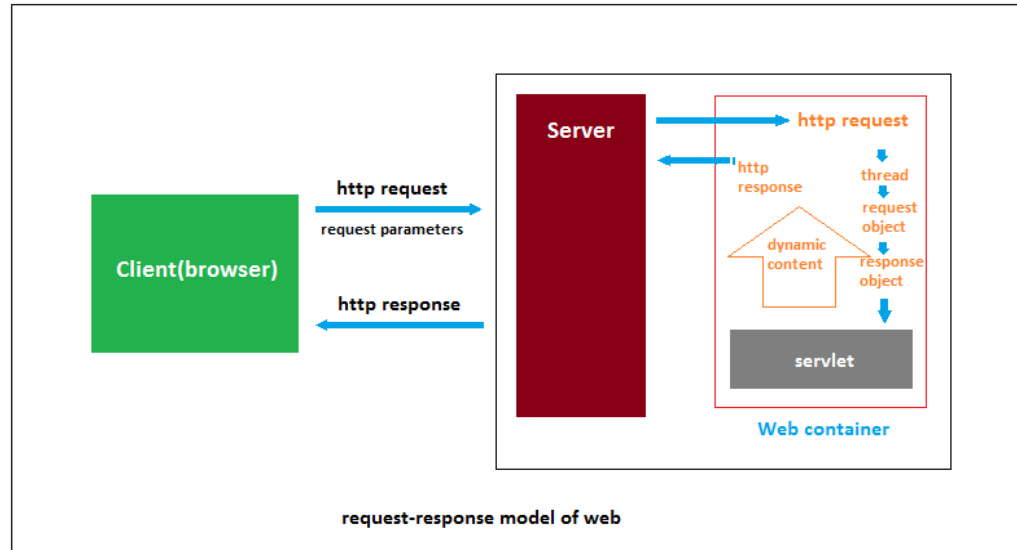 Client(browser)
http request
request parameters
http response
Server
http request
thread
request
object
response
object
servlet
dynamic
content
http
response
Web container
request-response model of web